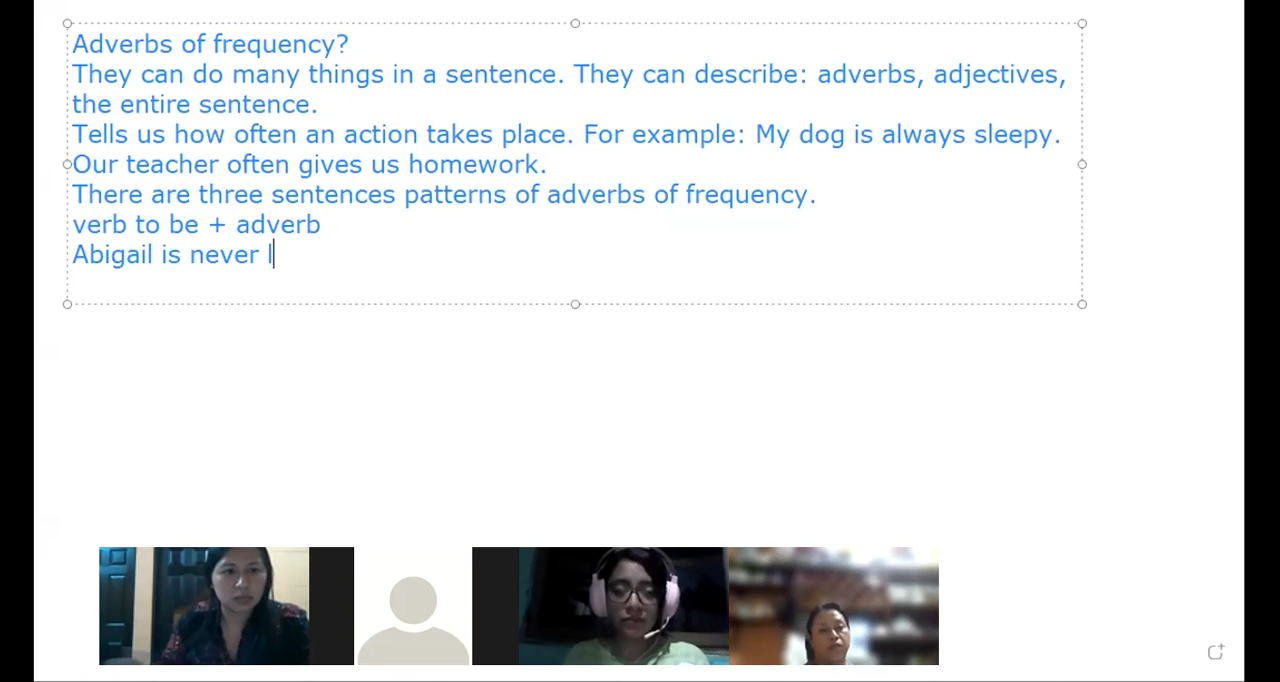 Adverbs of frequency?
They can do many things in a sentence. They can describe: adverbs, adjectives,
the entire sentence.
Tells us how often an action takes place. For example: My dog is always sleepy.
Our teacher often gives us homework.
There are three sentences patterns of adverbs of frequency.
verb to be + adverb
Abigail is never l